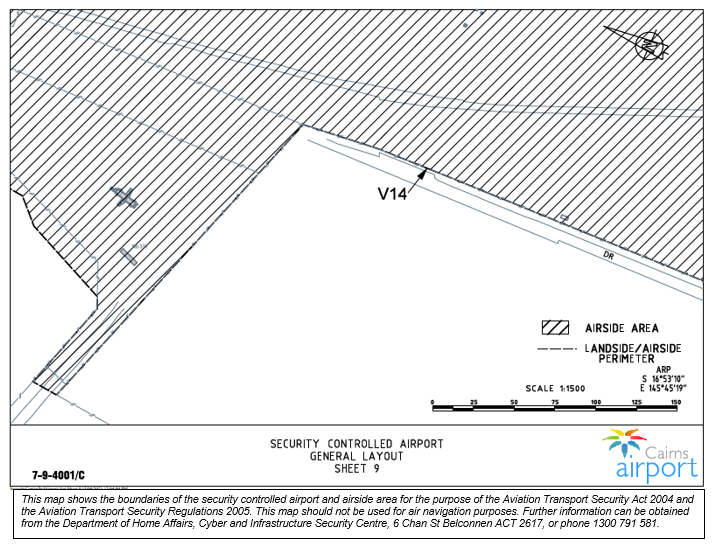 V14
DR
AIRSIDE AREA
LANDSIDE/AIRSIDE
PERIMETER
ARP
S 16°53'10"
E 145°45'19"
SCALE 1:1500
0 25 50 75 100 125 150
SECURITY CONTROLLED AIRPORT
GENERAL LAYOUT
SHEET 9
7-9-4001/C
Cairns
airport
This map shows the boundaries of the security controlled airport and airside area for the purpose of the Aviation Transport Security Act 2004 and
the Aviation Transport Security Regulations 2005. This map should not be used for air navigation purposes. Further information can be obtained
from the Department of Home Affairs, Cyber and Infrastructure Security Centre, 6 Chan St Belconnen ACT 2617, or phone 1300 791 581.